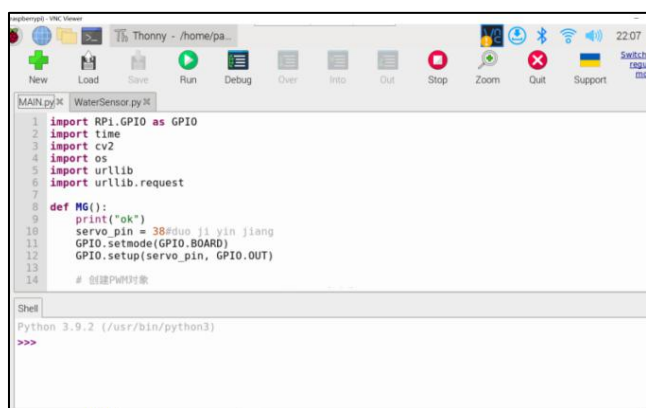 raspberrypi) - VNC Viewer
Thonny - /home/pa...
22:07
New Load Save Run Debug Over Into Out Stop Zoom Quit Support
Switch
regu
mo
MAIN.py WaterSensor.py
1 import RPi.GPIO as GPIO
2 import time
3 import cv2
4 import os
5 import urllib
6 import urllib.request
7
8 def MG():
9 print("ok")
10 servo_pin = 38#duo ji yin jiang
11 GPIO.setmode(GPIO.BOARD)
12 GPIO.setup(servo_pin, GPIO.OUT)
13
14 # 创建PWM对象
Shell
Python 3.9.2 (/usr/bin/python3)
>>>